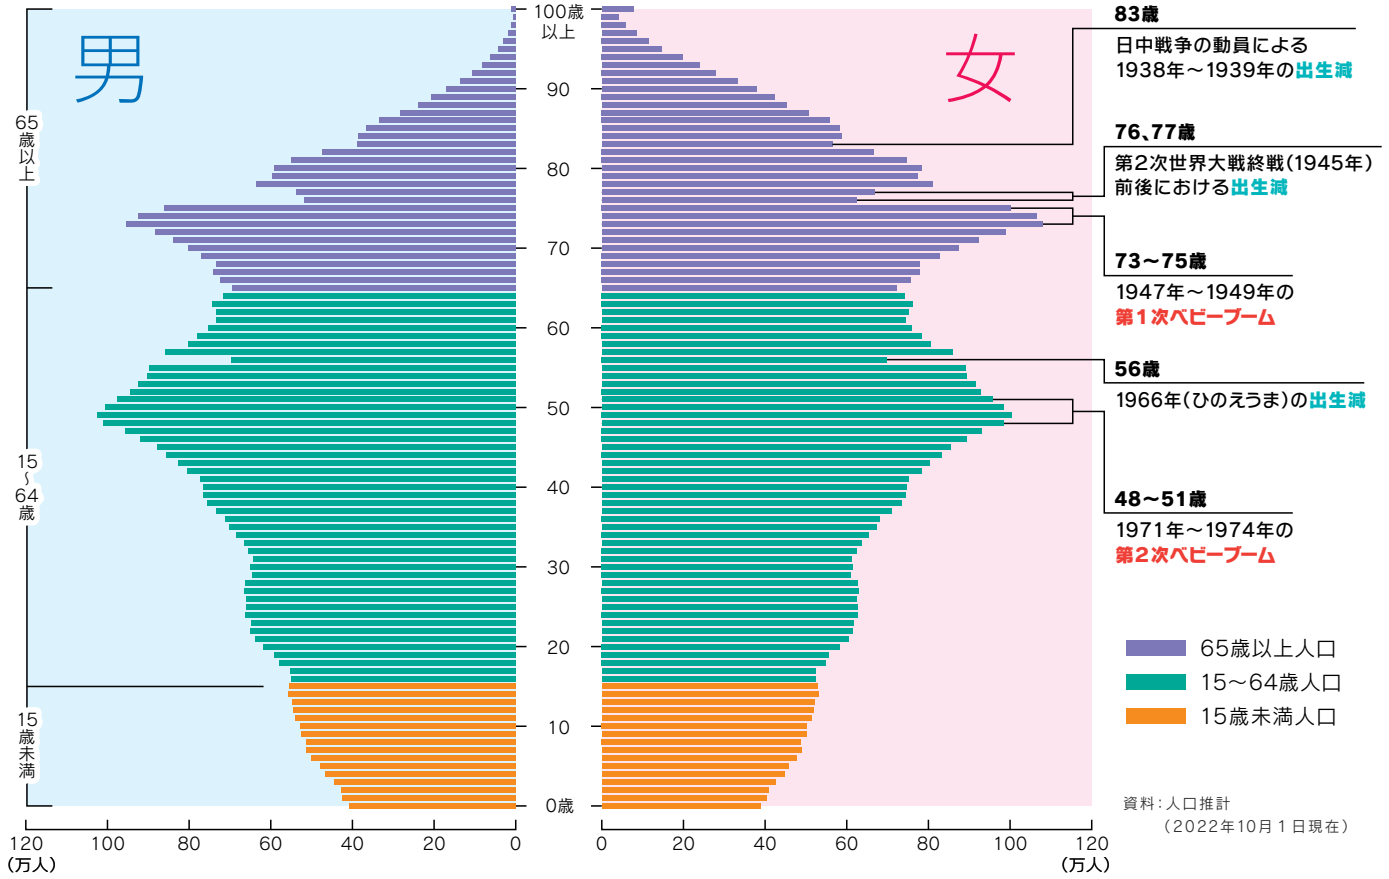 男
女
65歳以上
15〜64歳
15歳未満
100歳
以上
90
80
70
60
50
40
30
20
10
0歳
120 100 80 60 40 20 0
(万人)
0 20 40 60 80 100 120
(万人)
83歳
日中戦争の動員による
1938年〜1939年の出生減
76、77歳
第2次世界大戦終戦(1945年)
前後における出生減
73〜75歳
1947年〜1949年の
第1次ベビーブーム
56歳
1966年(ひのえうま)の出生減
48〜51歳
1971年〜1974年の
第2次ベビーブーム
65歳以上人口
15〜64歳人口
15歳未満人口
資料：人口推計
(2022年10月1日現在)